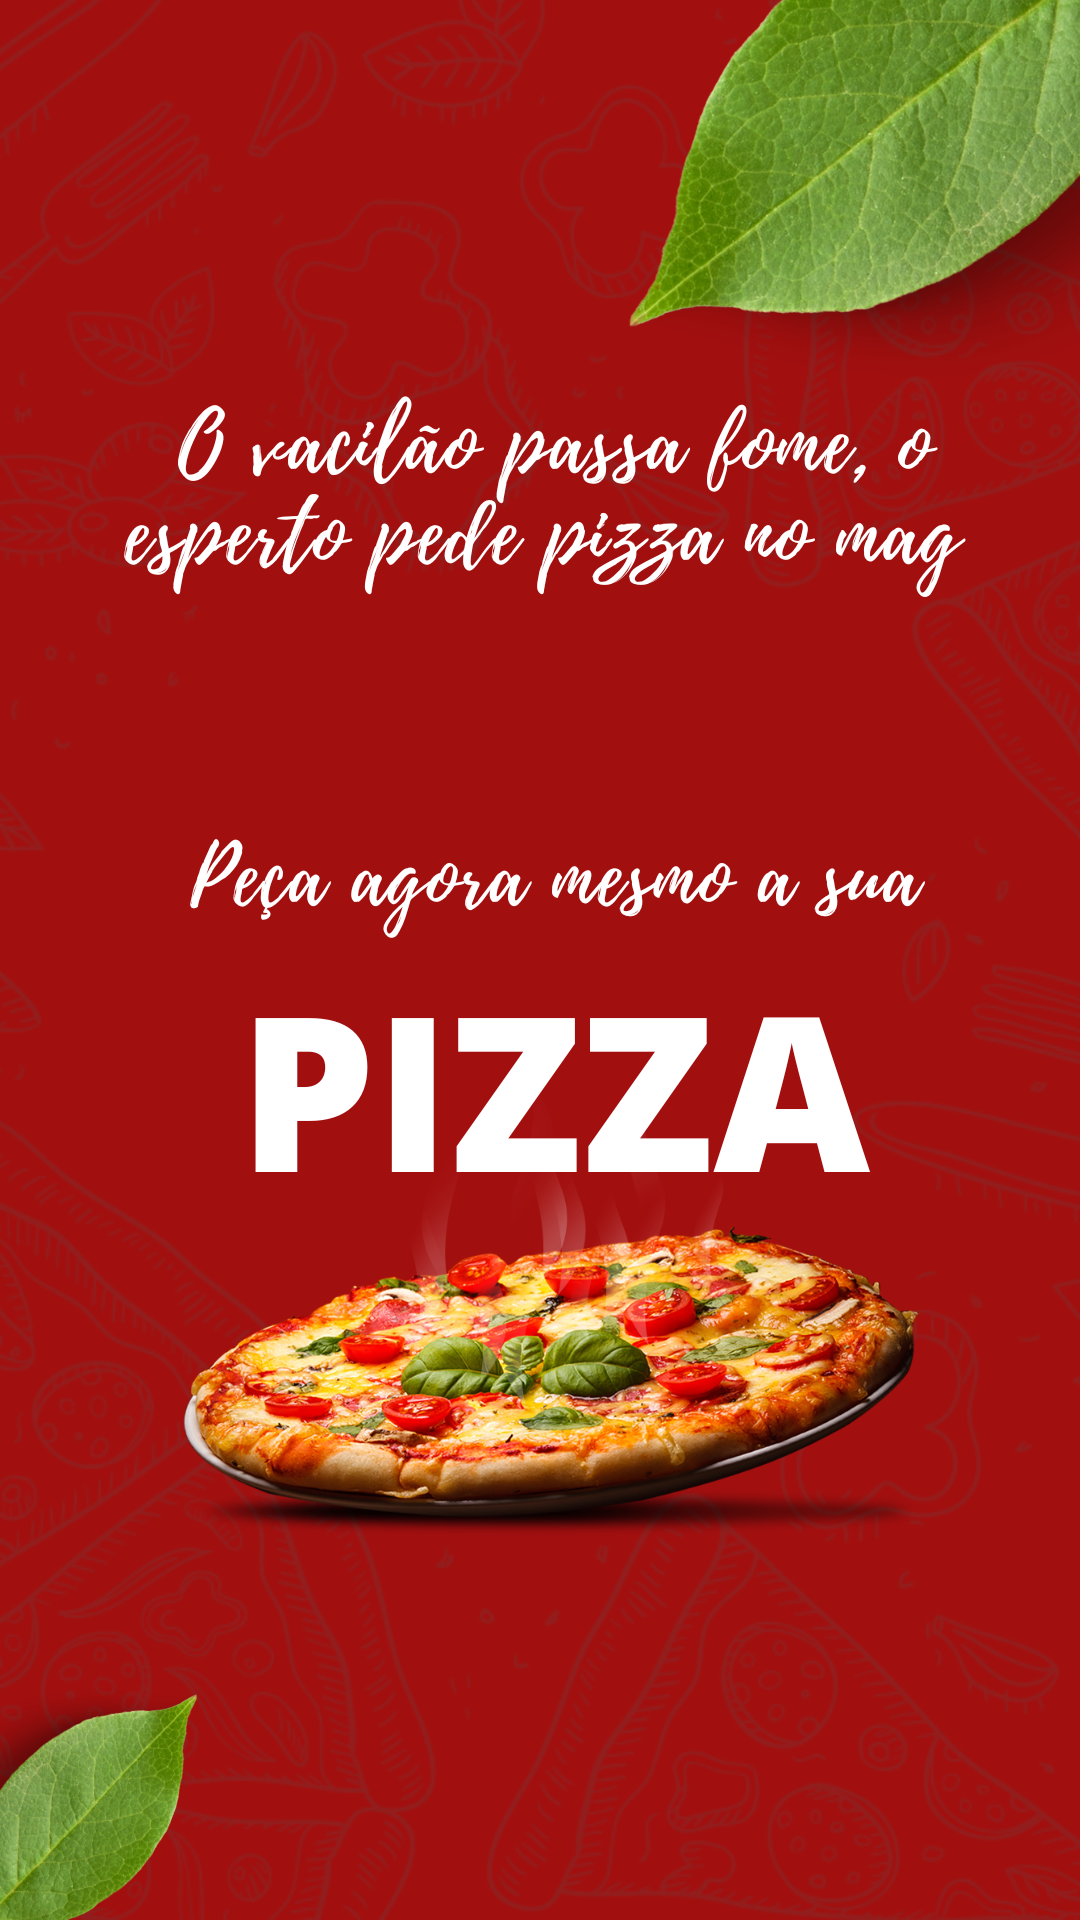 O vacilão passa fome, o
esperto pede pizza no mag
Peça agora mesmo a sua
PIZZA